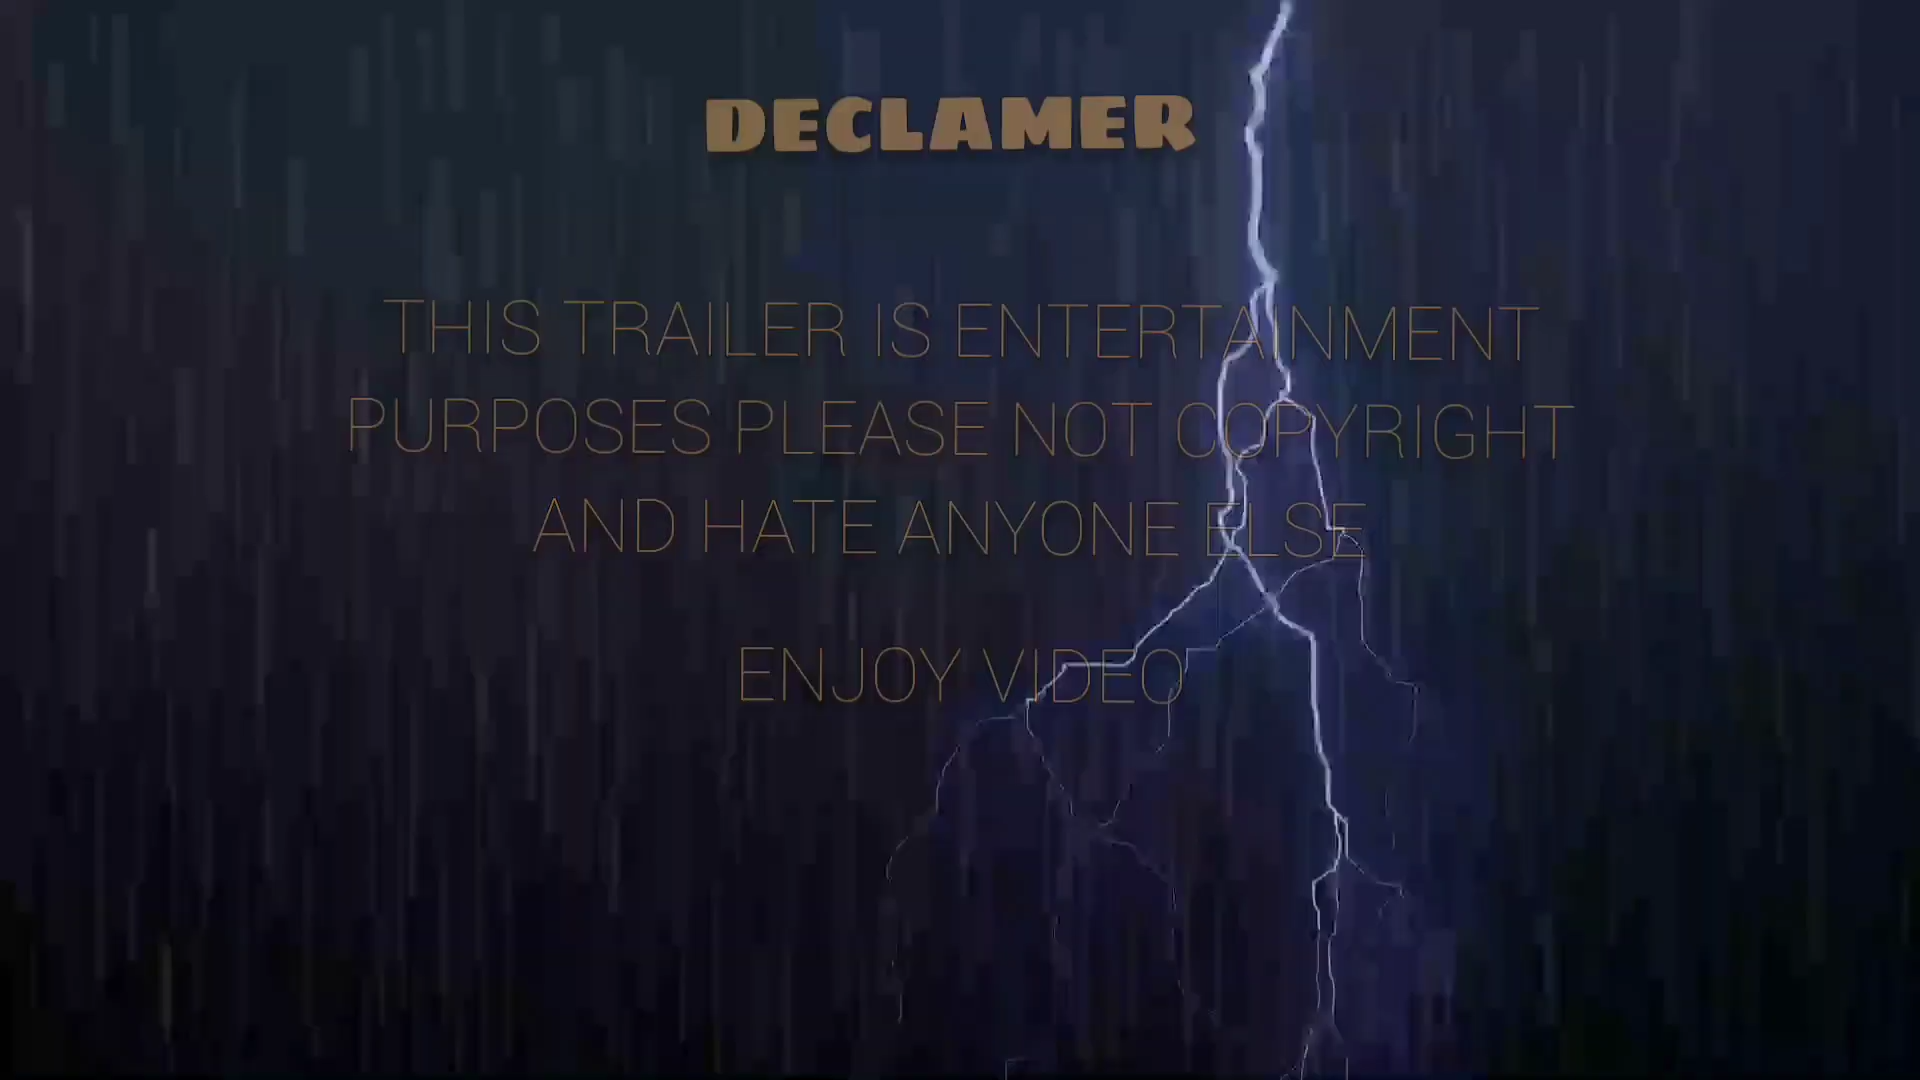 DECLAMER
THIS TRAILER IS ENTERTAINMENT
PURPOSES PLEASE NOT COPYRIGHT
AND HATE ANYONE ELSE
ENJOY VIDEO